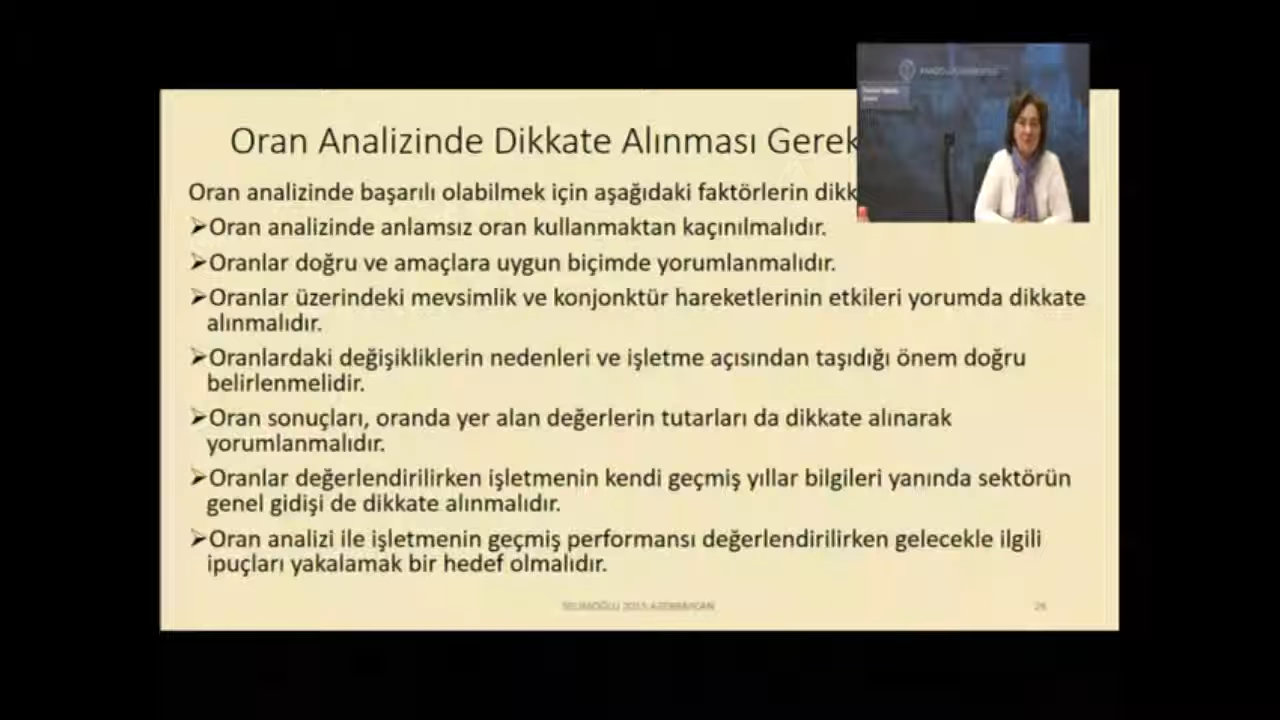 Oran Analizinde Dikkate Alınması Gerek
Oran analizinde başarılı olabilmek için aşağıdaki faktörlerin dikk
➢Oran analizinde anlamsız oran kullanmaktan kaçınılmalıdır.
➢Oranlar doğru ve amaçlara uygun biçimde yorumlanmalıdır.
➢Oranlar üzerindeki mevsimlik ve konjonktür hareketlerinin etkileri yorumda dikkate
alınmalıdır.
➢Oranlardaki değişikliklerin nedenleri ve işletme açısından taşıdığı önem doğru
belirlenmelidir.
➢Oran sonuçları, oranda yer alan değerlerin tutarları da dikkate alınarak
yorumlanmalıdır.
➢Oranlar değerlendirilirken işletmenin kendi geçmiş yıllar bilgileri yanında sektörün
genel gidişi de dikkate alınmalıdır.
➢Oran analizi ile işletmenin geçmiş performansı değerlendirilirken gelecekle ilgili
ipuçları yakalamak bir hedef olmalıdır.
AZERBAYCAN